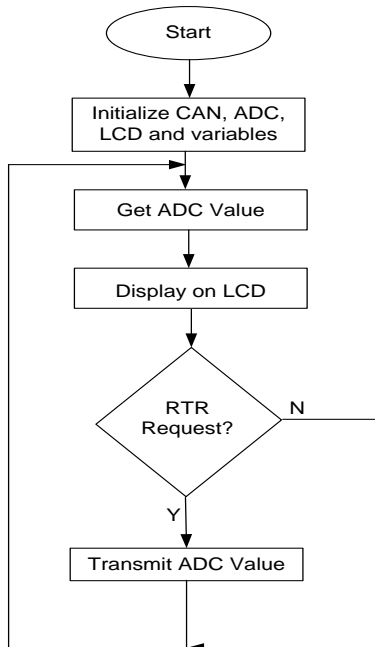 Start
Initialize CAN, ADC,
LCD and variables
Get ADC Value
Display on LCD
RTR
Request?
N
Y
Transmit ADC Value